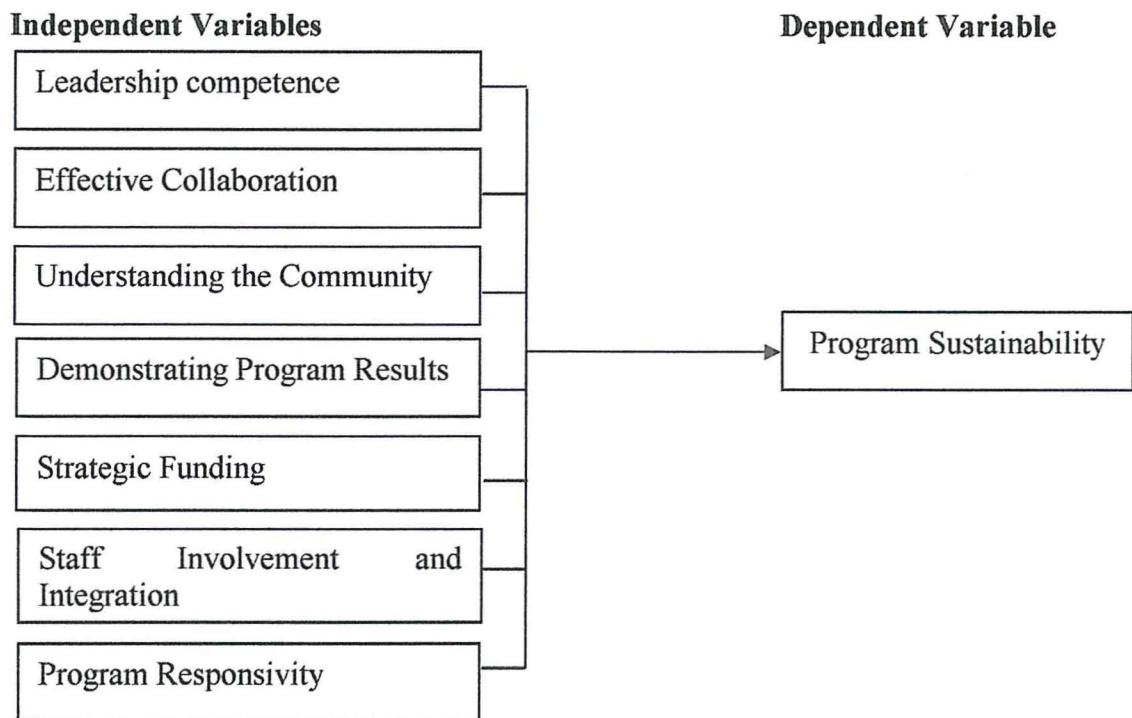 Independent Variables
Dependent Variable
Leadership competence
Effective Collaboration
Understanding the Community
Demonstrating Program Results
Strategic Funding
Staff Involvement and
Integration
Program Responsivity
Program Sustainability